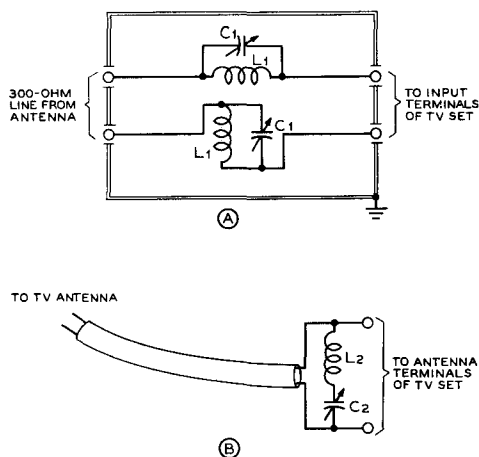 C1
L1
300-OHM
LINE FROM
ANTENNA
TO INPUT
TERMINALS
OF TV SET
L1
C1
A
TO TV ANTENNA
L2
C2
TO ANTENNA
TERMINALS
OF TV SET
B